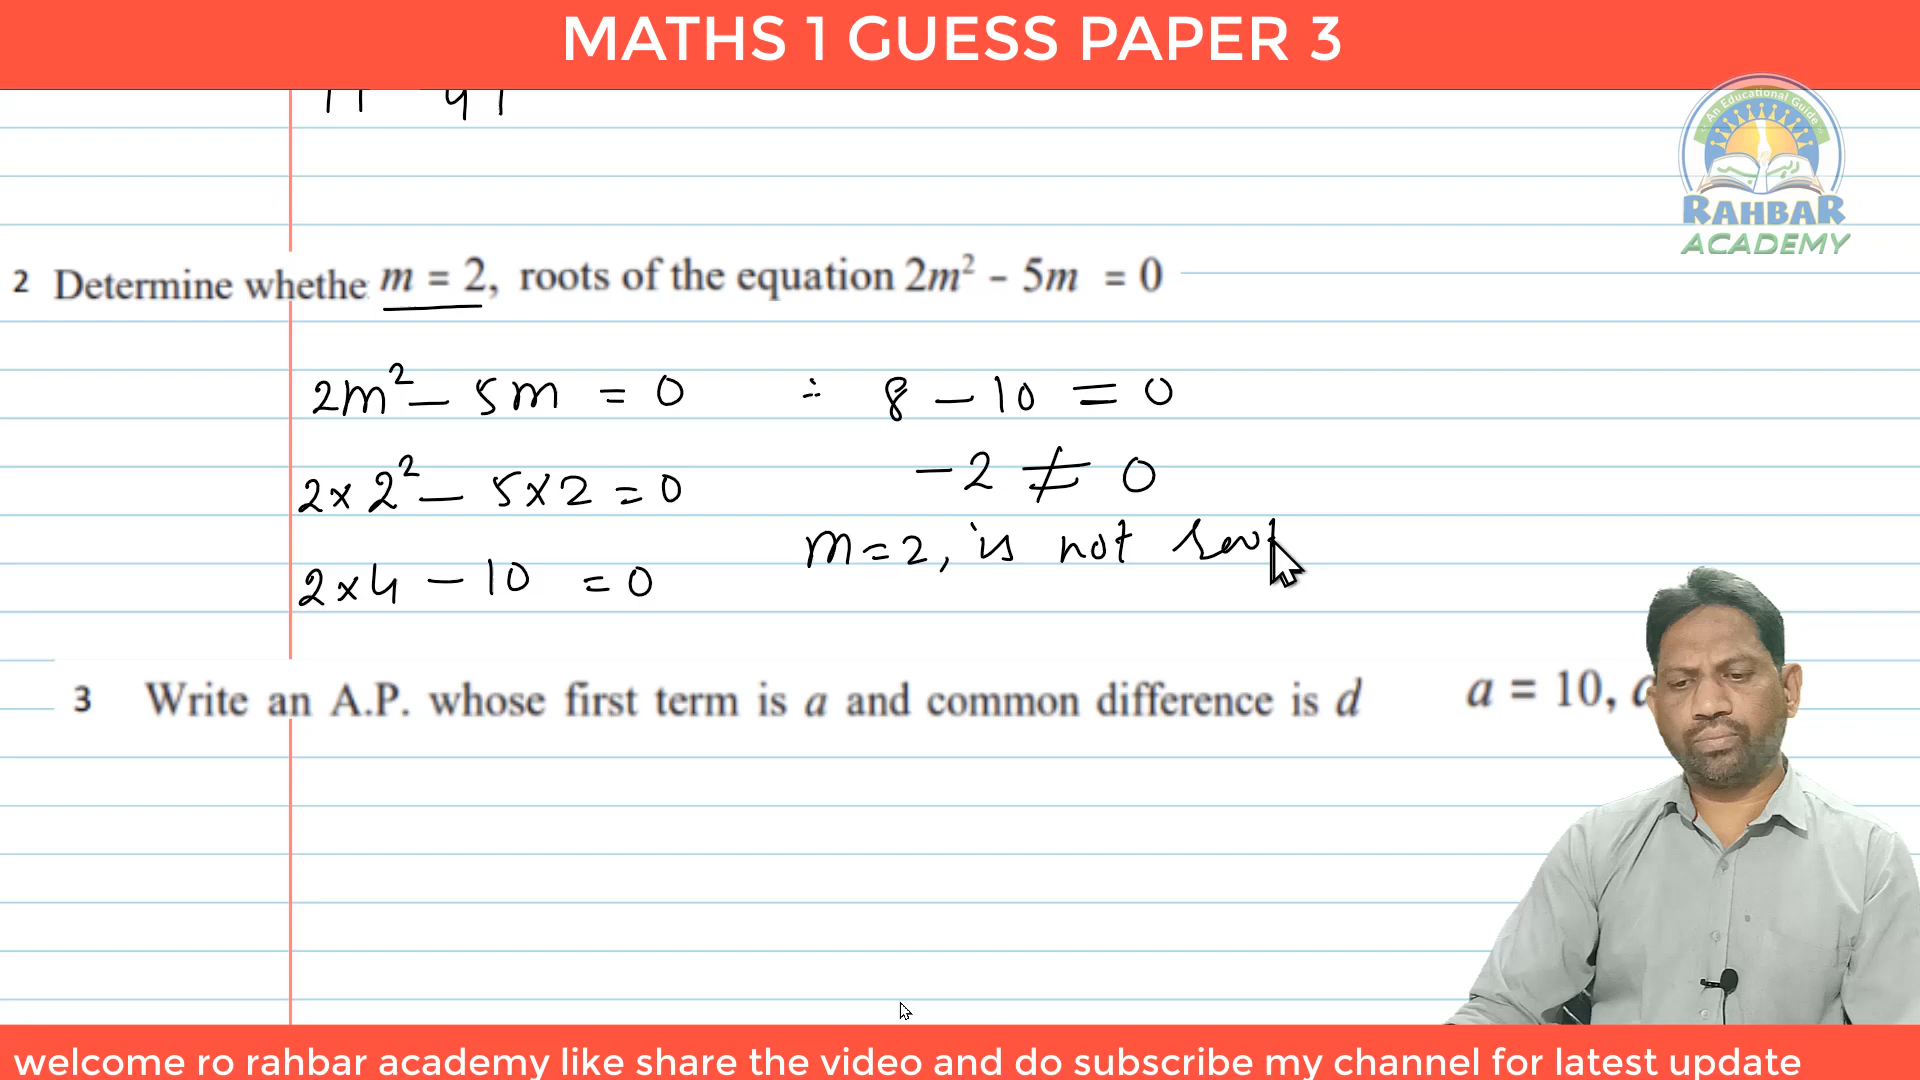 MATHS 1 GUESS PAPER 3
An Educational Guide
RAHBAR
ACADEMY
2 Determine whethe m = 2, roots of the equation 2m² - 5m = 0
2m² - 5m = 0
2 × 2² - 5 × 2 = 0
2 × 4 - 10 = 0
∴ 8 - 10 = 0
-2 ≠ 0
m = 2, is not
3 Write an A.P. whose first term is a and common difference is d a = 10,
welcome ro rahbar academy like share the video and do subscribe my channel for latest update